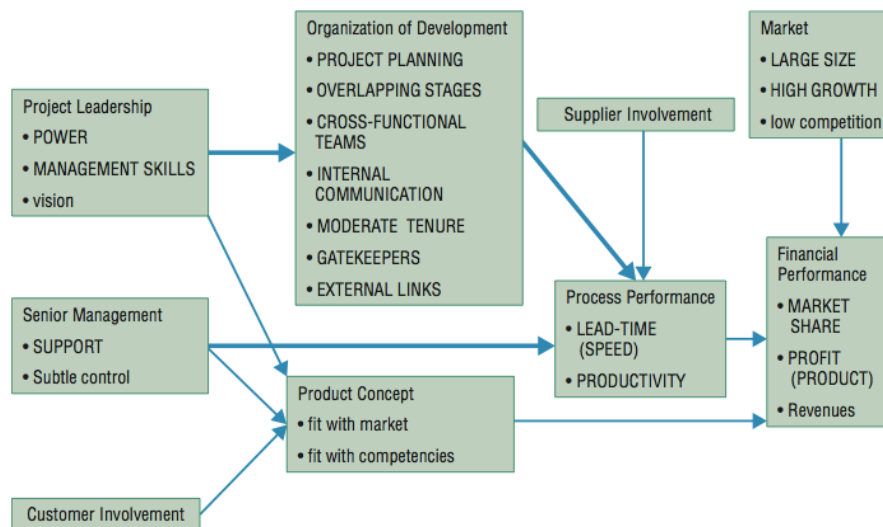 Project Leadership
• POWER
• MANAGEMENT SKILLS
• vision
Senior Management
• SUPPORT
• Subtle control
Customer Involvement
Organization of Development
• PROJECT PLANNING
• OVERLAPPING STAGES
• CROSS-FUNCTIONAL
TEAMS
• INTERNAL
COMMUNICATION
• MODERATE TENURE
• GATEKEEPERS
• EXTERNAL LINKS
Product Concept
• fit with market
• fit with competencies
Supplier Involvement
Process Performance
• LEAD-TIME
(SPEED)
• PRODUCTIVITY
Market
• LARGE SIZE
• HIGH GROWTH
• low competition
Financial
Performance
• MARKET
SHARE
• PROFIT
(PRODUCT)
• Revenues